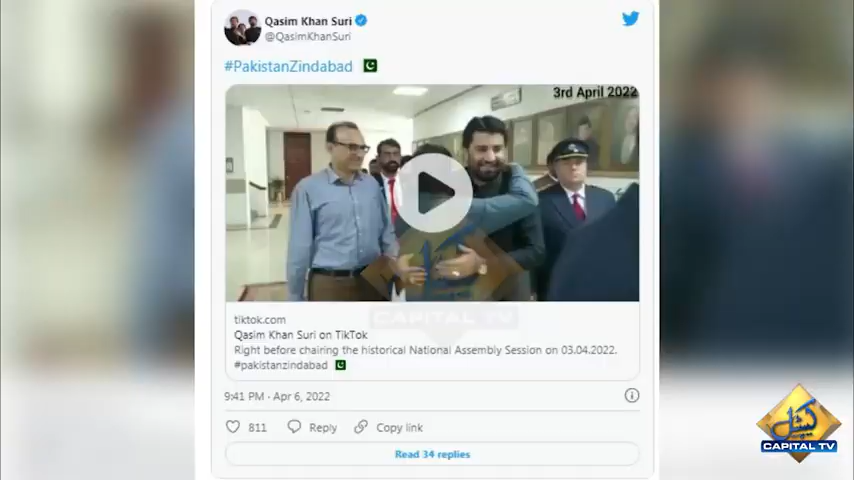 Qasim Khan Suri
@QasimKhanSuri
#PakistanZindabad
3rd April 2022
کیپیٹل
CAPITAL TV
tiktok.com
Qasim Khan Suri on TikTok
Right before chairing the historical National Assembly Session on 03.04.2022.
#pakistanzindabad
9:41 PM · Apr 6, 2022
811
Reply
Copy link
Read 34 replies
کیپیٹل
CAPITAL TV